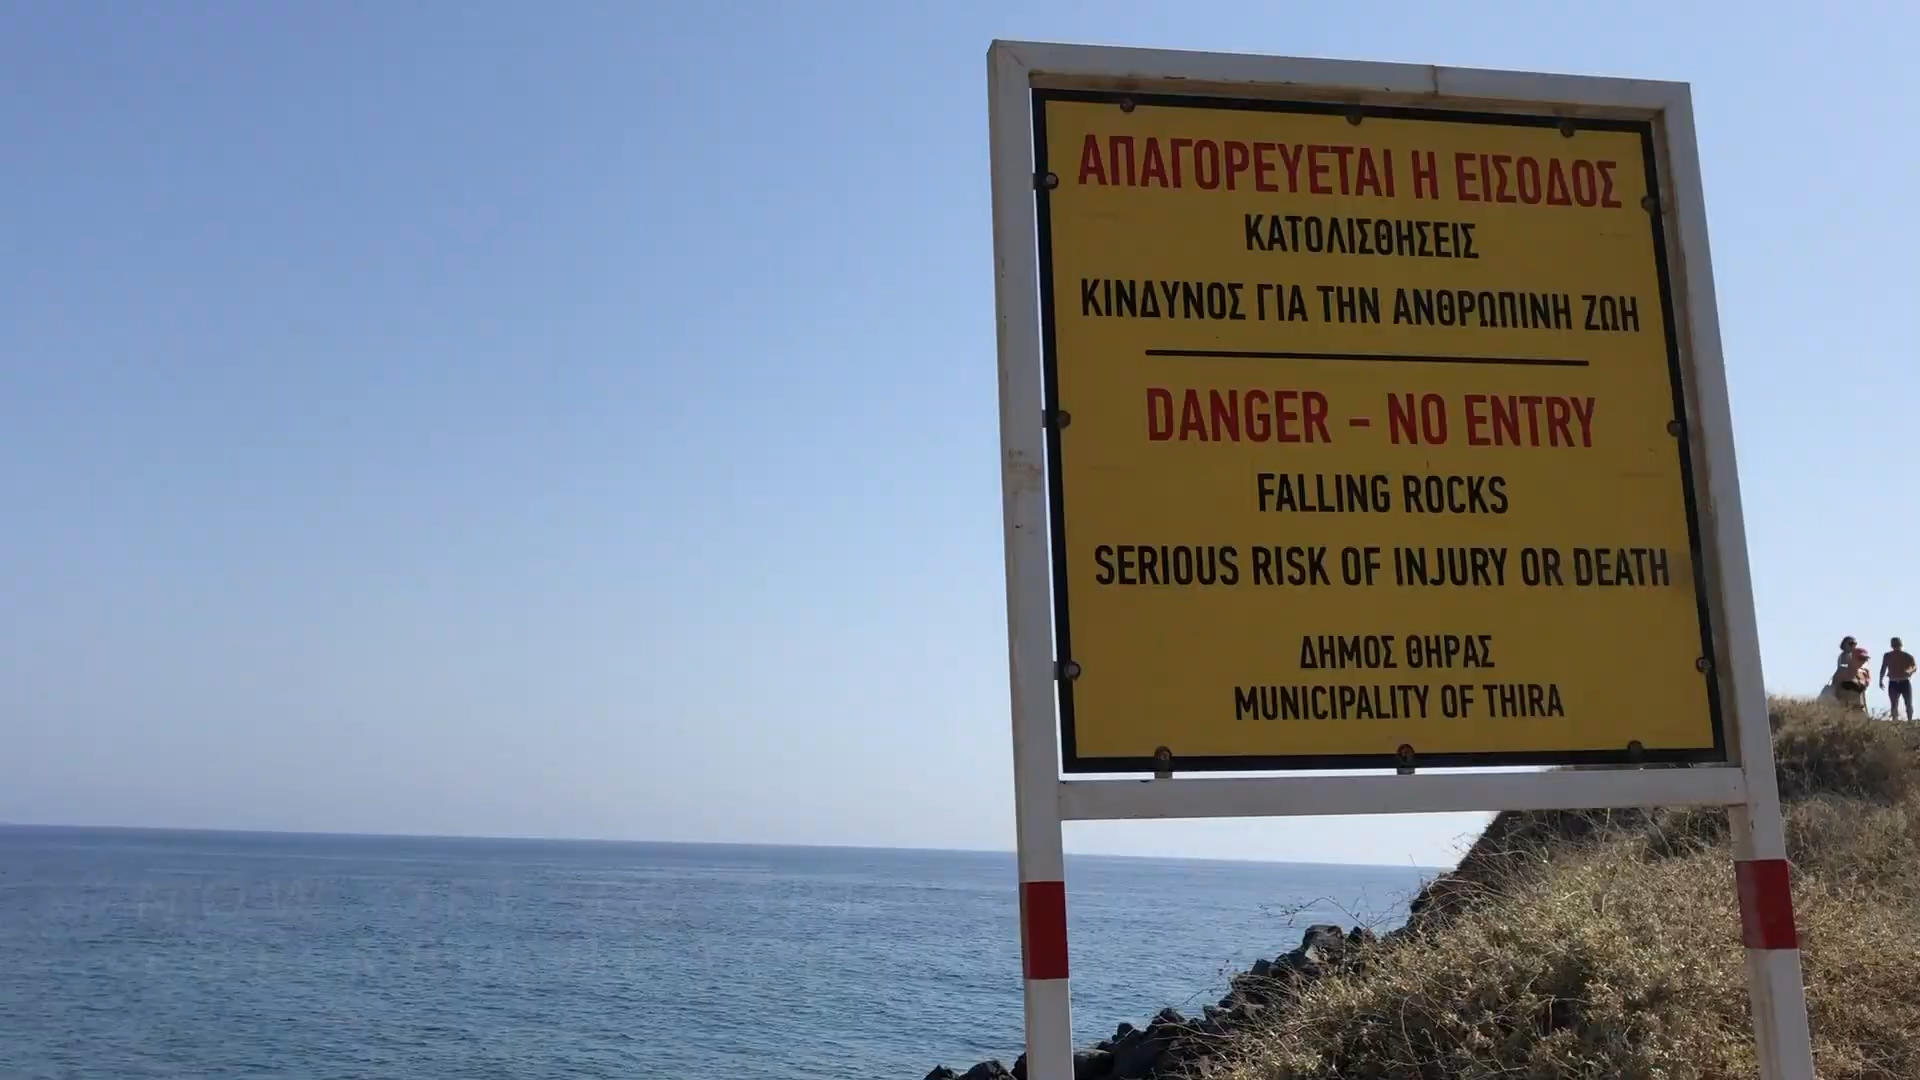 ΑΠΑΓΟΡΕΥΕΤΑΙ Η ΕΙΣΟΔΟΣ
ΚΑΤΟΛΙΣΘΗΣΕΙΣ
ΚΙΝΔΥΝΟΣ ΓΙΑ ΤΗΝ ΑΝΘΡΩΠΙΝΗ ΖΩΗ
DANGER - NO ENTRY
FALLING ROCKS
SERIOUS RISK OF INJURY OR DEATH
ΔΗΜΟΣ ΘΗΡΑΣ
MUNICIPALITY OF THIRA